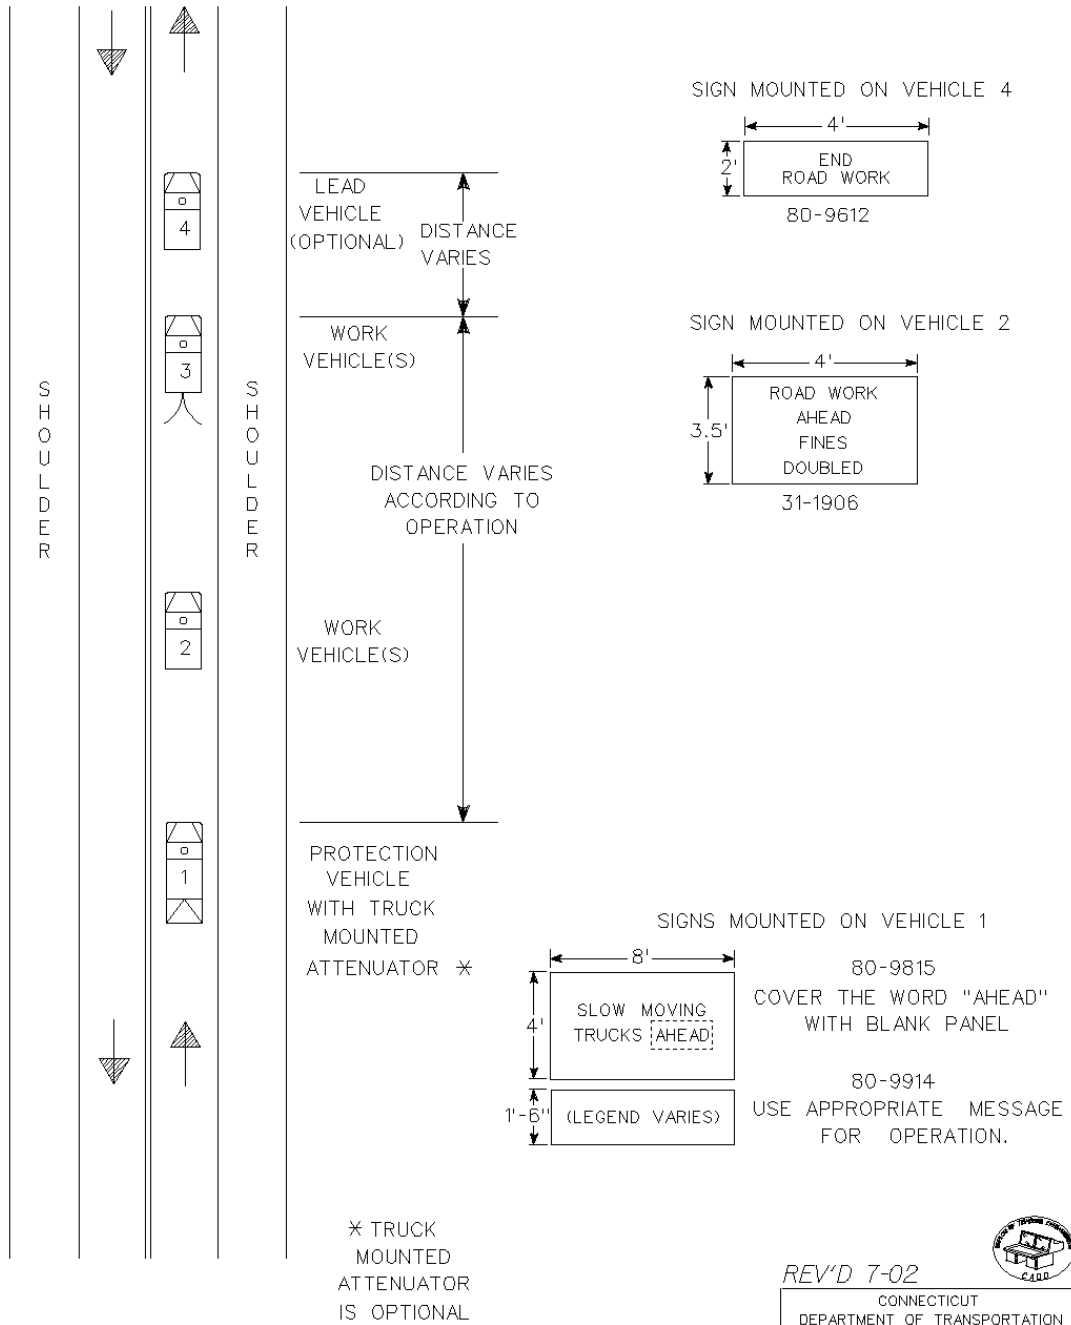 SIGN MOUNTED ON VEHICLE 4
4'
2'
END
ROAD WORK
80-9612
4
LEAD
VEHICLE
(OPTIONAL)
DISTANCE
VARIES
SIGN MOUNTED ON VEHICLE 2
4'
3.5'
ROAD WORK
AHEAD
FINES
DOUBLED
31-1906
3
WORK
VEHICLE(S)
SHOULDER
SHOULDER
DISTANCE VARIES
ACCORDING TO
OPERATION
2
WORK
VEHICLE(S)
1
PROTECTION
VEHICLE
WITH TRUCK
MOUNTED
ATTENUATOR *
SIGNS MOUNTED ON VEHICLE 1
8'
4'
SLOW MOVING
TRUCKS AHEAD
80-9815
COVER THE WORD "AHEAD"
WITH BLANK PANEL
1'-6"
(LEGEND VARIES)
80-9914
USE APPROPRIATE MESSAGE
FOR OPERATION.
* TRUCK
MOUNTED
ATTENUATOR
IS OPTIONAL
CADD
REV'D 7-02
CONNECTICUT
DEPARTMENT OF TRANSPORTATION